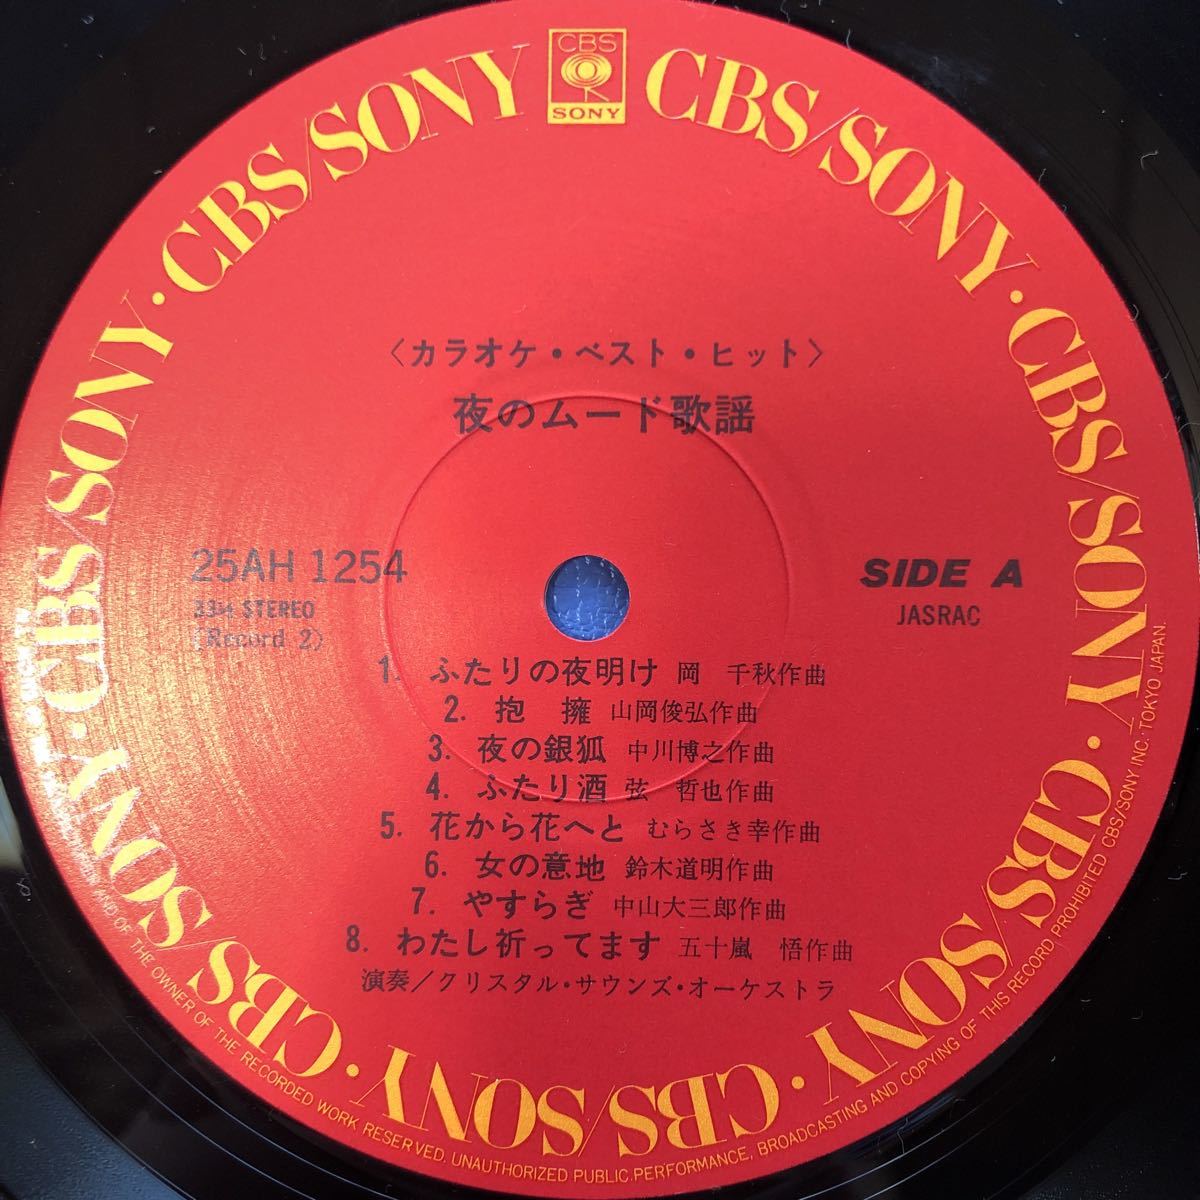 CBS
SONY
CBS/SONY · CBS/SONY · CBS/SONY · CBS/SONY · CBS/SONY · CBS/SONY · CBS/SONY · CBS/SONY
〈カラオケ・ベスト・ヒット〉
夜のムード歌謡
25AH 1254
33⅓ STEREO
(Record 2)
SIDE A
JASRAC
1. ふたりの夜明け 岡 千秋作曲
2. 抱 擁 山岡俊弘作曲
3. 夜の銀狐 中川博之作曲
4. ふたり酒 弦 哲也作曲
5. 花から花へと むらさき幸作曲
6. 女の意地 鈴木道明作曲
7. やすらぎ 中山大三郎作曲
8. わたし祈ってます 五十嵐 悟作曲
演奏/クリスタル・サウンズ・オーケストラ
AND OF THE OWNER OF THE RECORDED WORK RESERVED. UNAUTHORIZED PUBLIC PERFORMANCE, BROADCASTING AND COPYING OF THIS RECORD PROHIBITED CBS/SONY INC. TOKYO JAPAN.